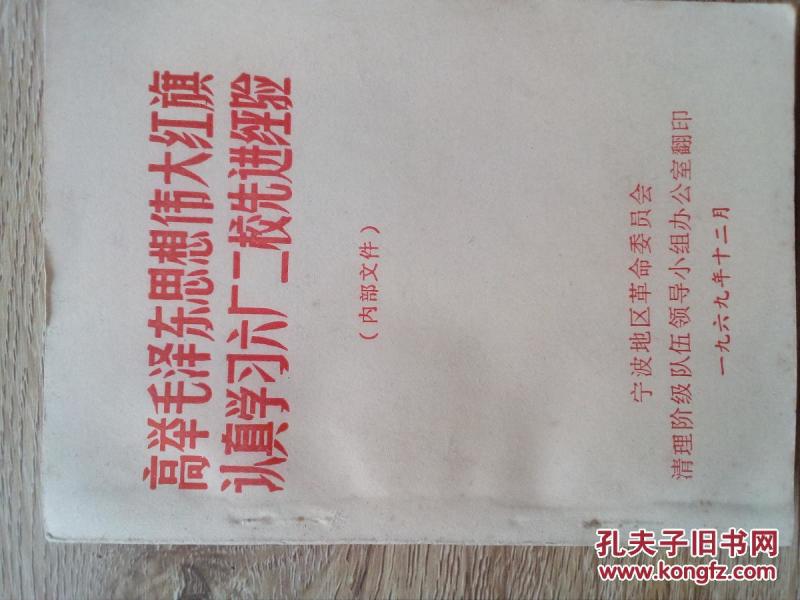 高举毛泽东思想伟大红旗
认真学习六厂二校先进经验
（内部文件）
宁波地区革命委员会
清理阶级队伍领导小组办公室翻印
一九六九年十二月
孔夫子旧书网
www.kongfz.com